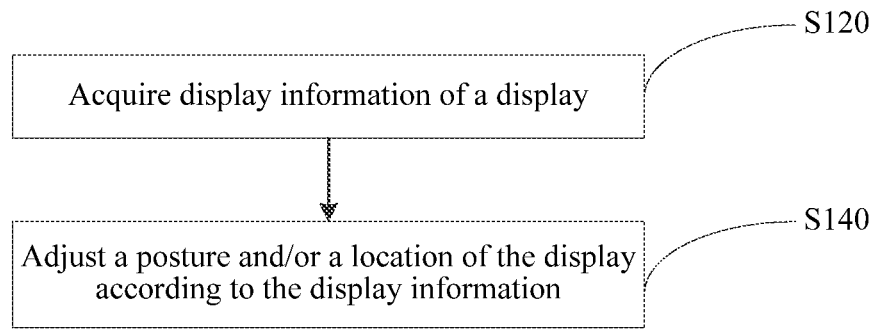 S120
Acquire display information of a display
S140
Adjust a posture and/or a location of the display
according to the display information